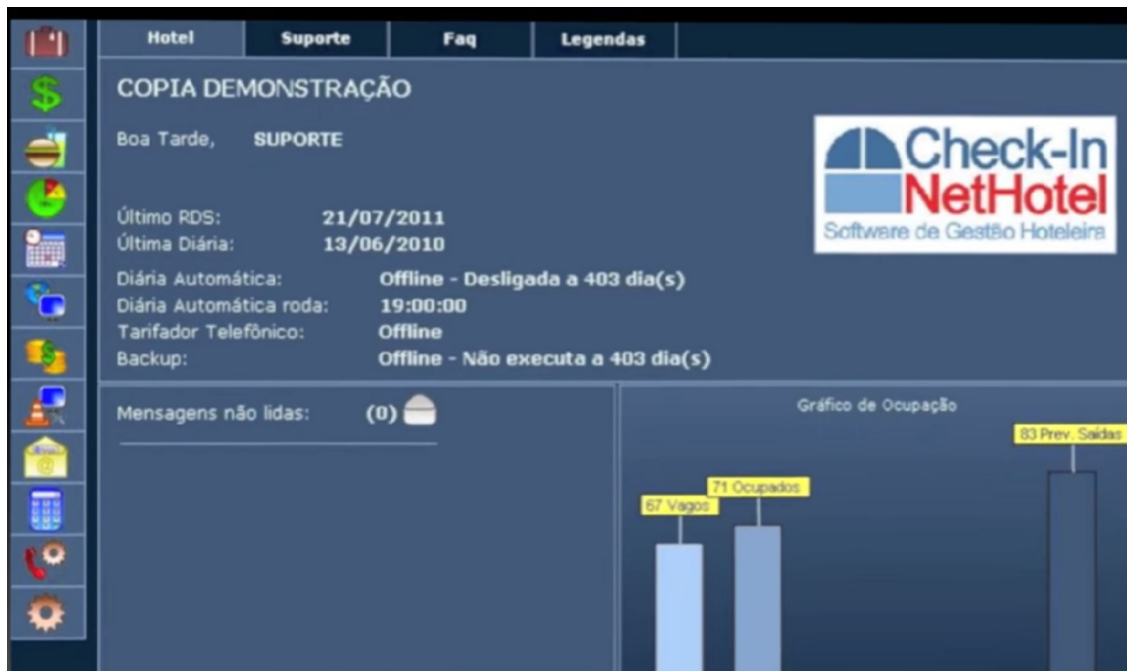 Hotel Suporte Faq Legendas
COPIA DEMONSTRAÇÃO
Boa Tarde, SUPORTE
Check-In
NetHotel
Software de Gestão Hoteleira
Último RDS: 21/07/2011
Última Diária: 13/06/2010
Diária Automática: Offline - Desligada a 403 dia(s)
Diária Automática roda: 19:00:00
Tarifador Telefônico: Offline
Backup: Offline - Não executa a 403 dia(s)
Mensagens não lidas: (0)
Gráfico de Ocupação
83 Prev. Saídas
71 Ocupados
67 Vagos